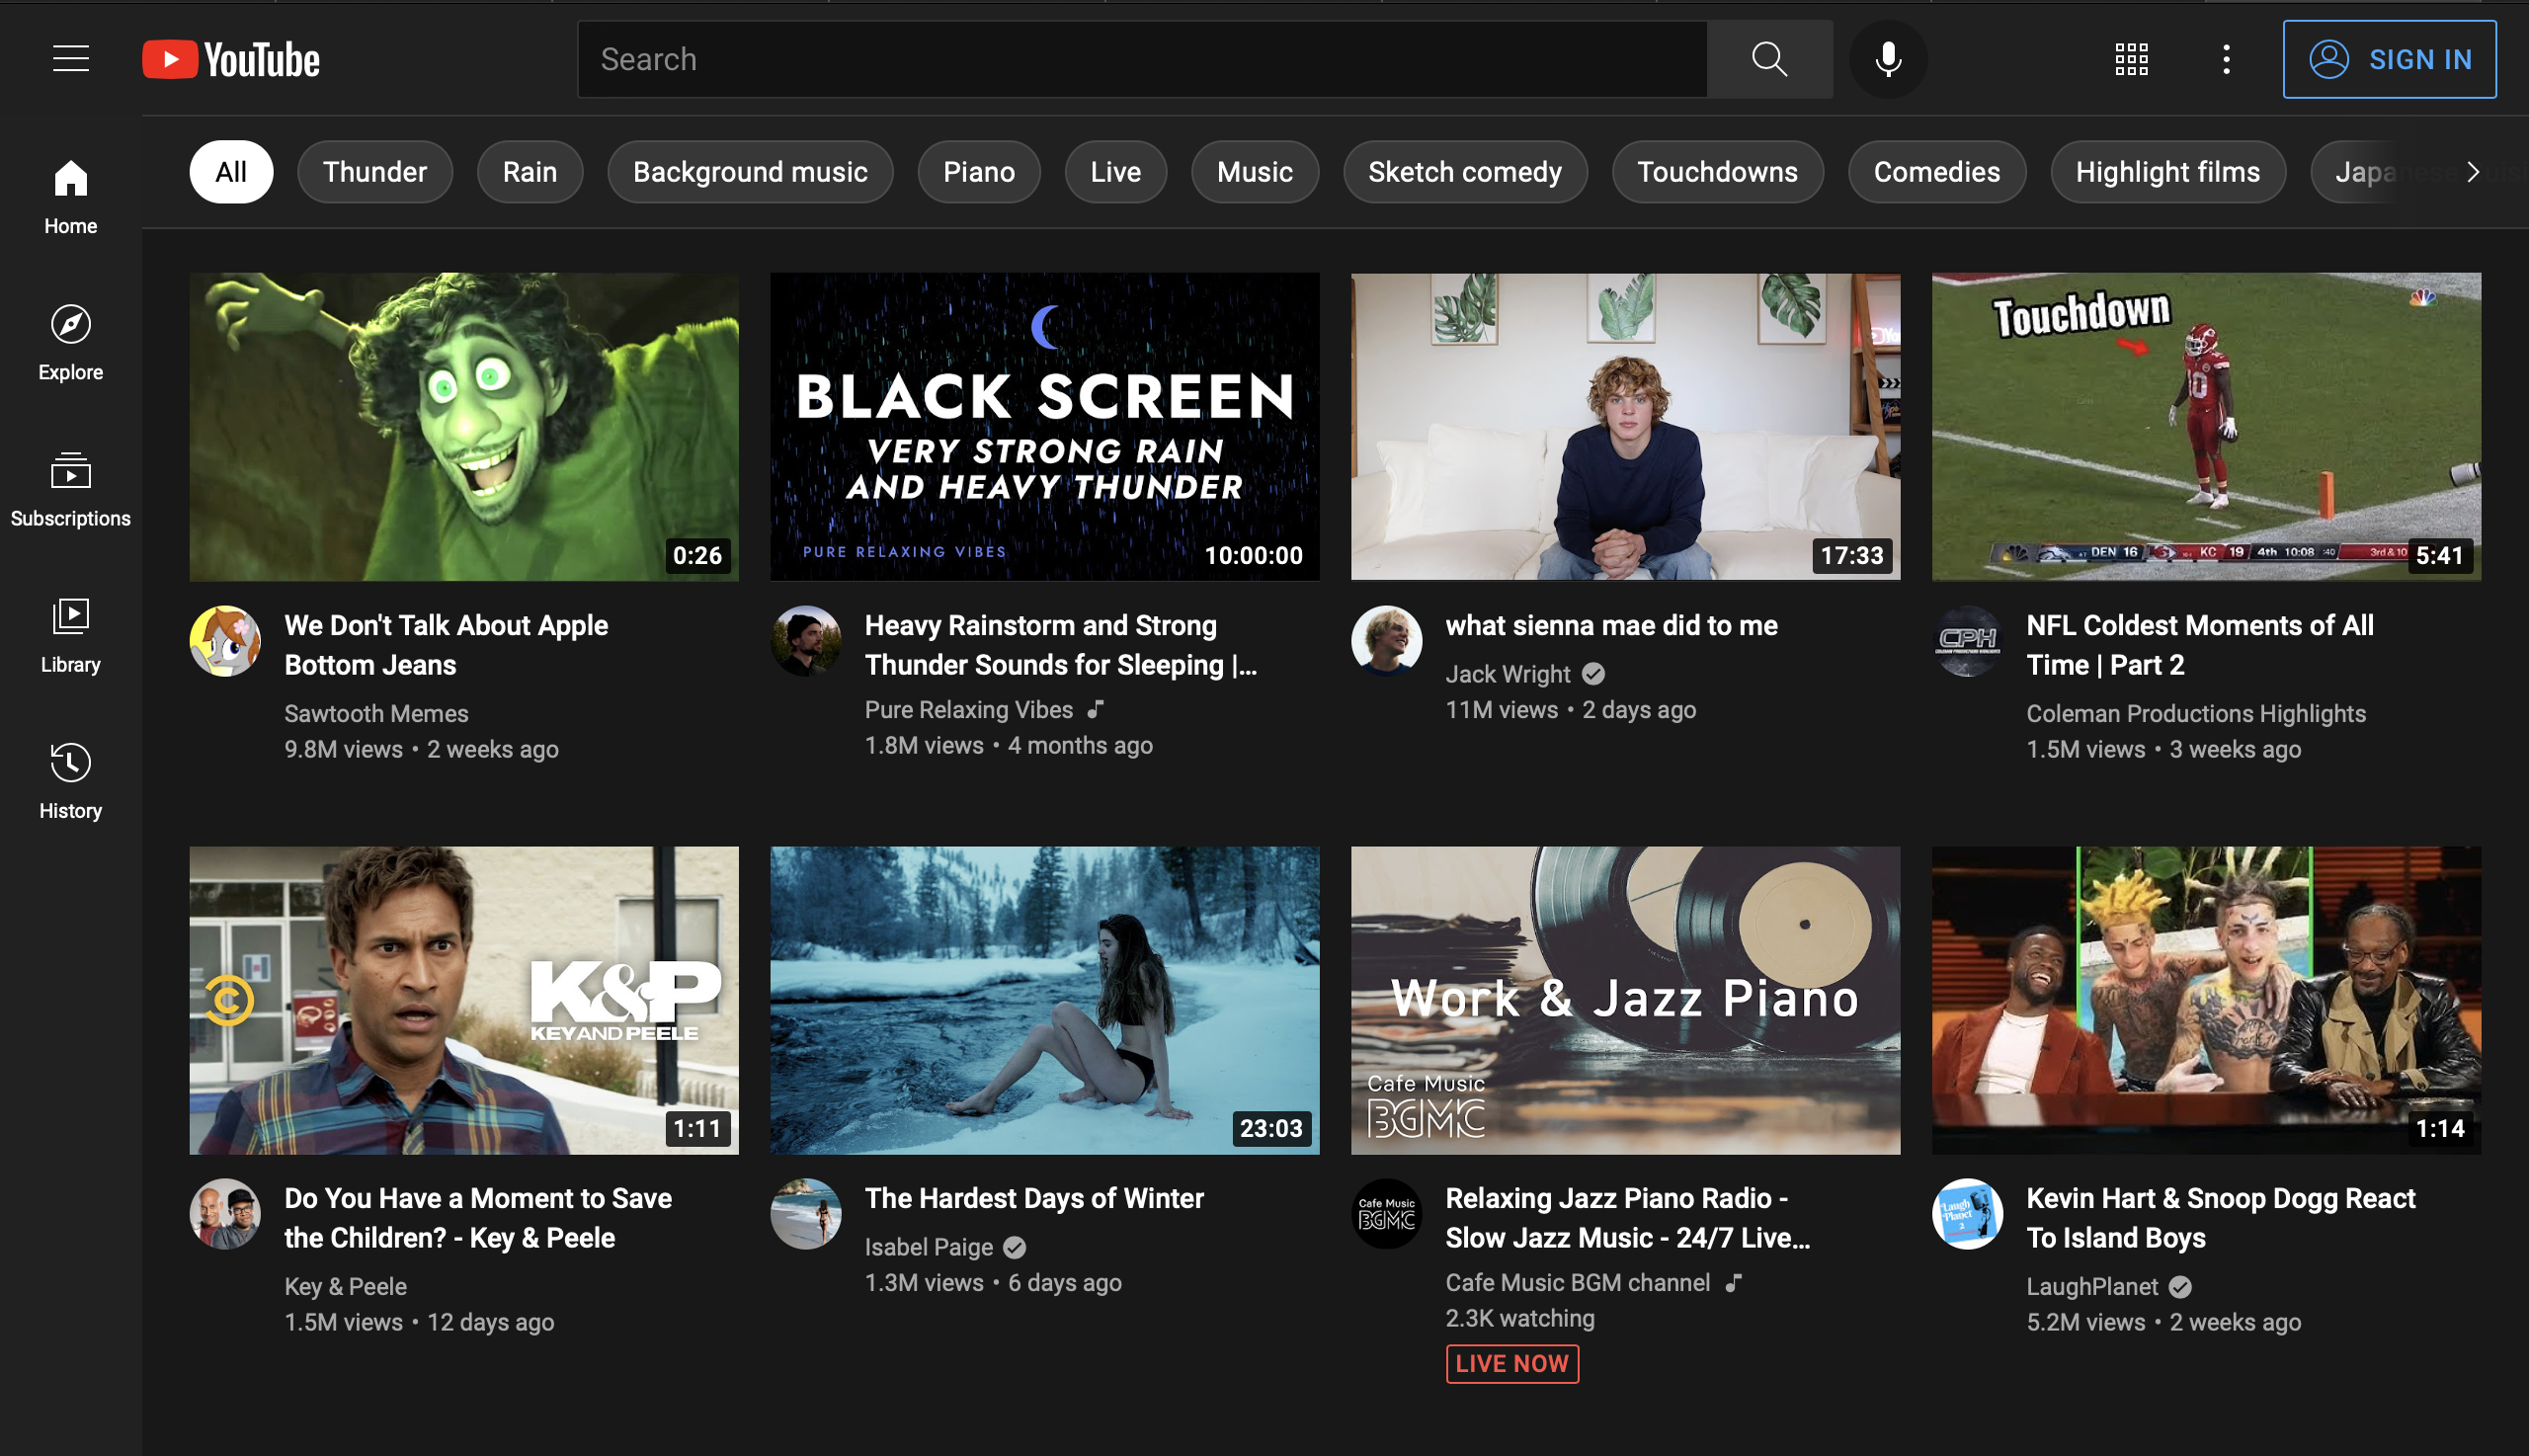 YouTube
Search
SIGN IN
All
Thunder
Rain
Background music
Piano
Live
Music
Sketch comedy
Touchdowns
Comedies
Highlight films
Japanese
Home
Explore
Subscriptions
Library
History
0:26
We Don't Talk About Apple
Bottom Jeans
Sawtooth Memes
9.8M views • 2 weeks ago
BLACK SCREEN
VERY STRONG RAIN
AND HEAVY THUNDER
PURE RELAXING VIBES
10:00:00
Heavy Rainstorm and Strong
Thunder Sounds for Sleeping |...
Pure Relaxing Vibes
1.8M views • 4 months ago
17:33
what sienna mae did to me
Jack Wright
11M views • 2 days ago
Touchdown
10
DEN 16 KC 19 4th 10:08 :40 3rd & 10
5:41
CPH
NFL Coldest Moments of All
Time | Part 2
Coleman Productions Highlights
1.5M views • 3 weeks ago
K&P
KEY AND PEELE
1:11
Do You Have a Moment to Save
the Children? - Key & Peele
Key & Peele
1.5M views • 12 days ago
23:03
The Hardest Days of Winter
Isabel Paige
1.3M views • 6 days ago
Work & Jazz Piano
Cafe Music
BGMC
Cafe Music
BGMC
Relaxing Jazz Piano Radio -
Slow Jazz Music - 24/7 Live...
Cafe Music BGM channel
2.3K watching
LIVE NOW
1:14
Laugh
Planet
2
Kevin Hart & Snoop Dogg React
To Island Boys
LaughPlanet
5.2M views • 2 weeks ago